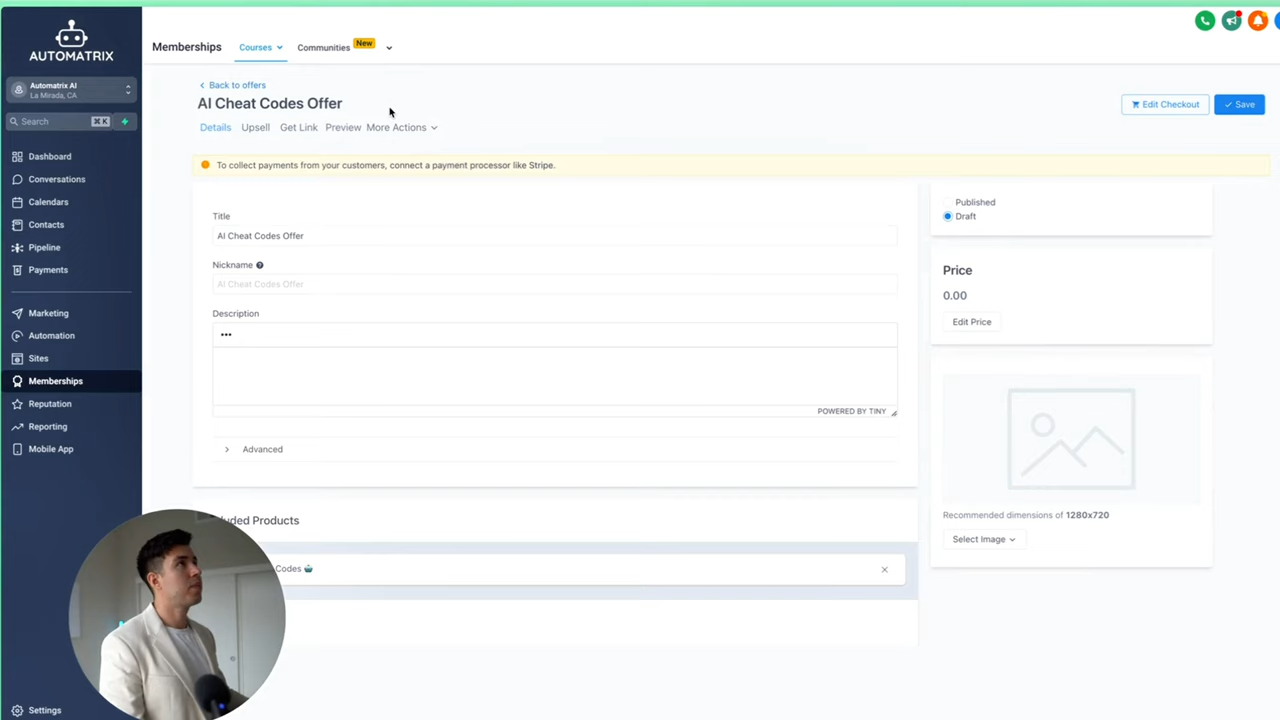 AUTOMATRIX
Automatrix AI
La Mirada, CA
Search ⌘K
Dashboard
Conversations
Calendars
Contacts
Pipeline
Payments
Marketing
Automation
Sites
Memberships
Reputation
Reporting
Mobile App
Settings
Memberships Courses Communities New
Back to offers
AI Cheat Codes Offer
Details Upsell Get Link Preview More Actions
Edit Checkout Save
To collect payments from your customers, connect a payment processor like Stripe.
Title
AI Cheat Codes Offer
Nickname
AI Cheat Codes Offer
Description
•••
POWERED BY TINY
Advanced
uded Products
Codes
Published
Draft
Price
0.00
Edit Price
Recommended dimensions of 1280x720
Select Image